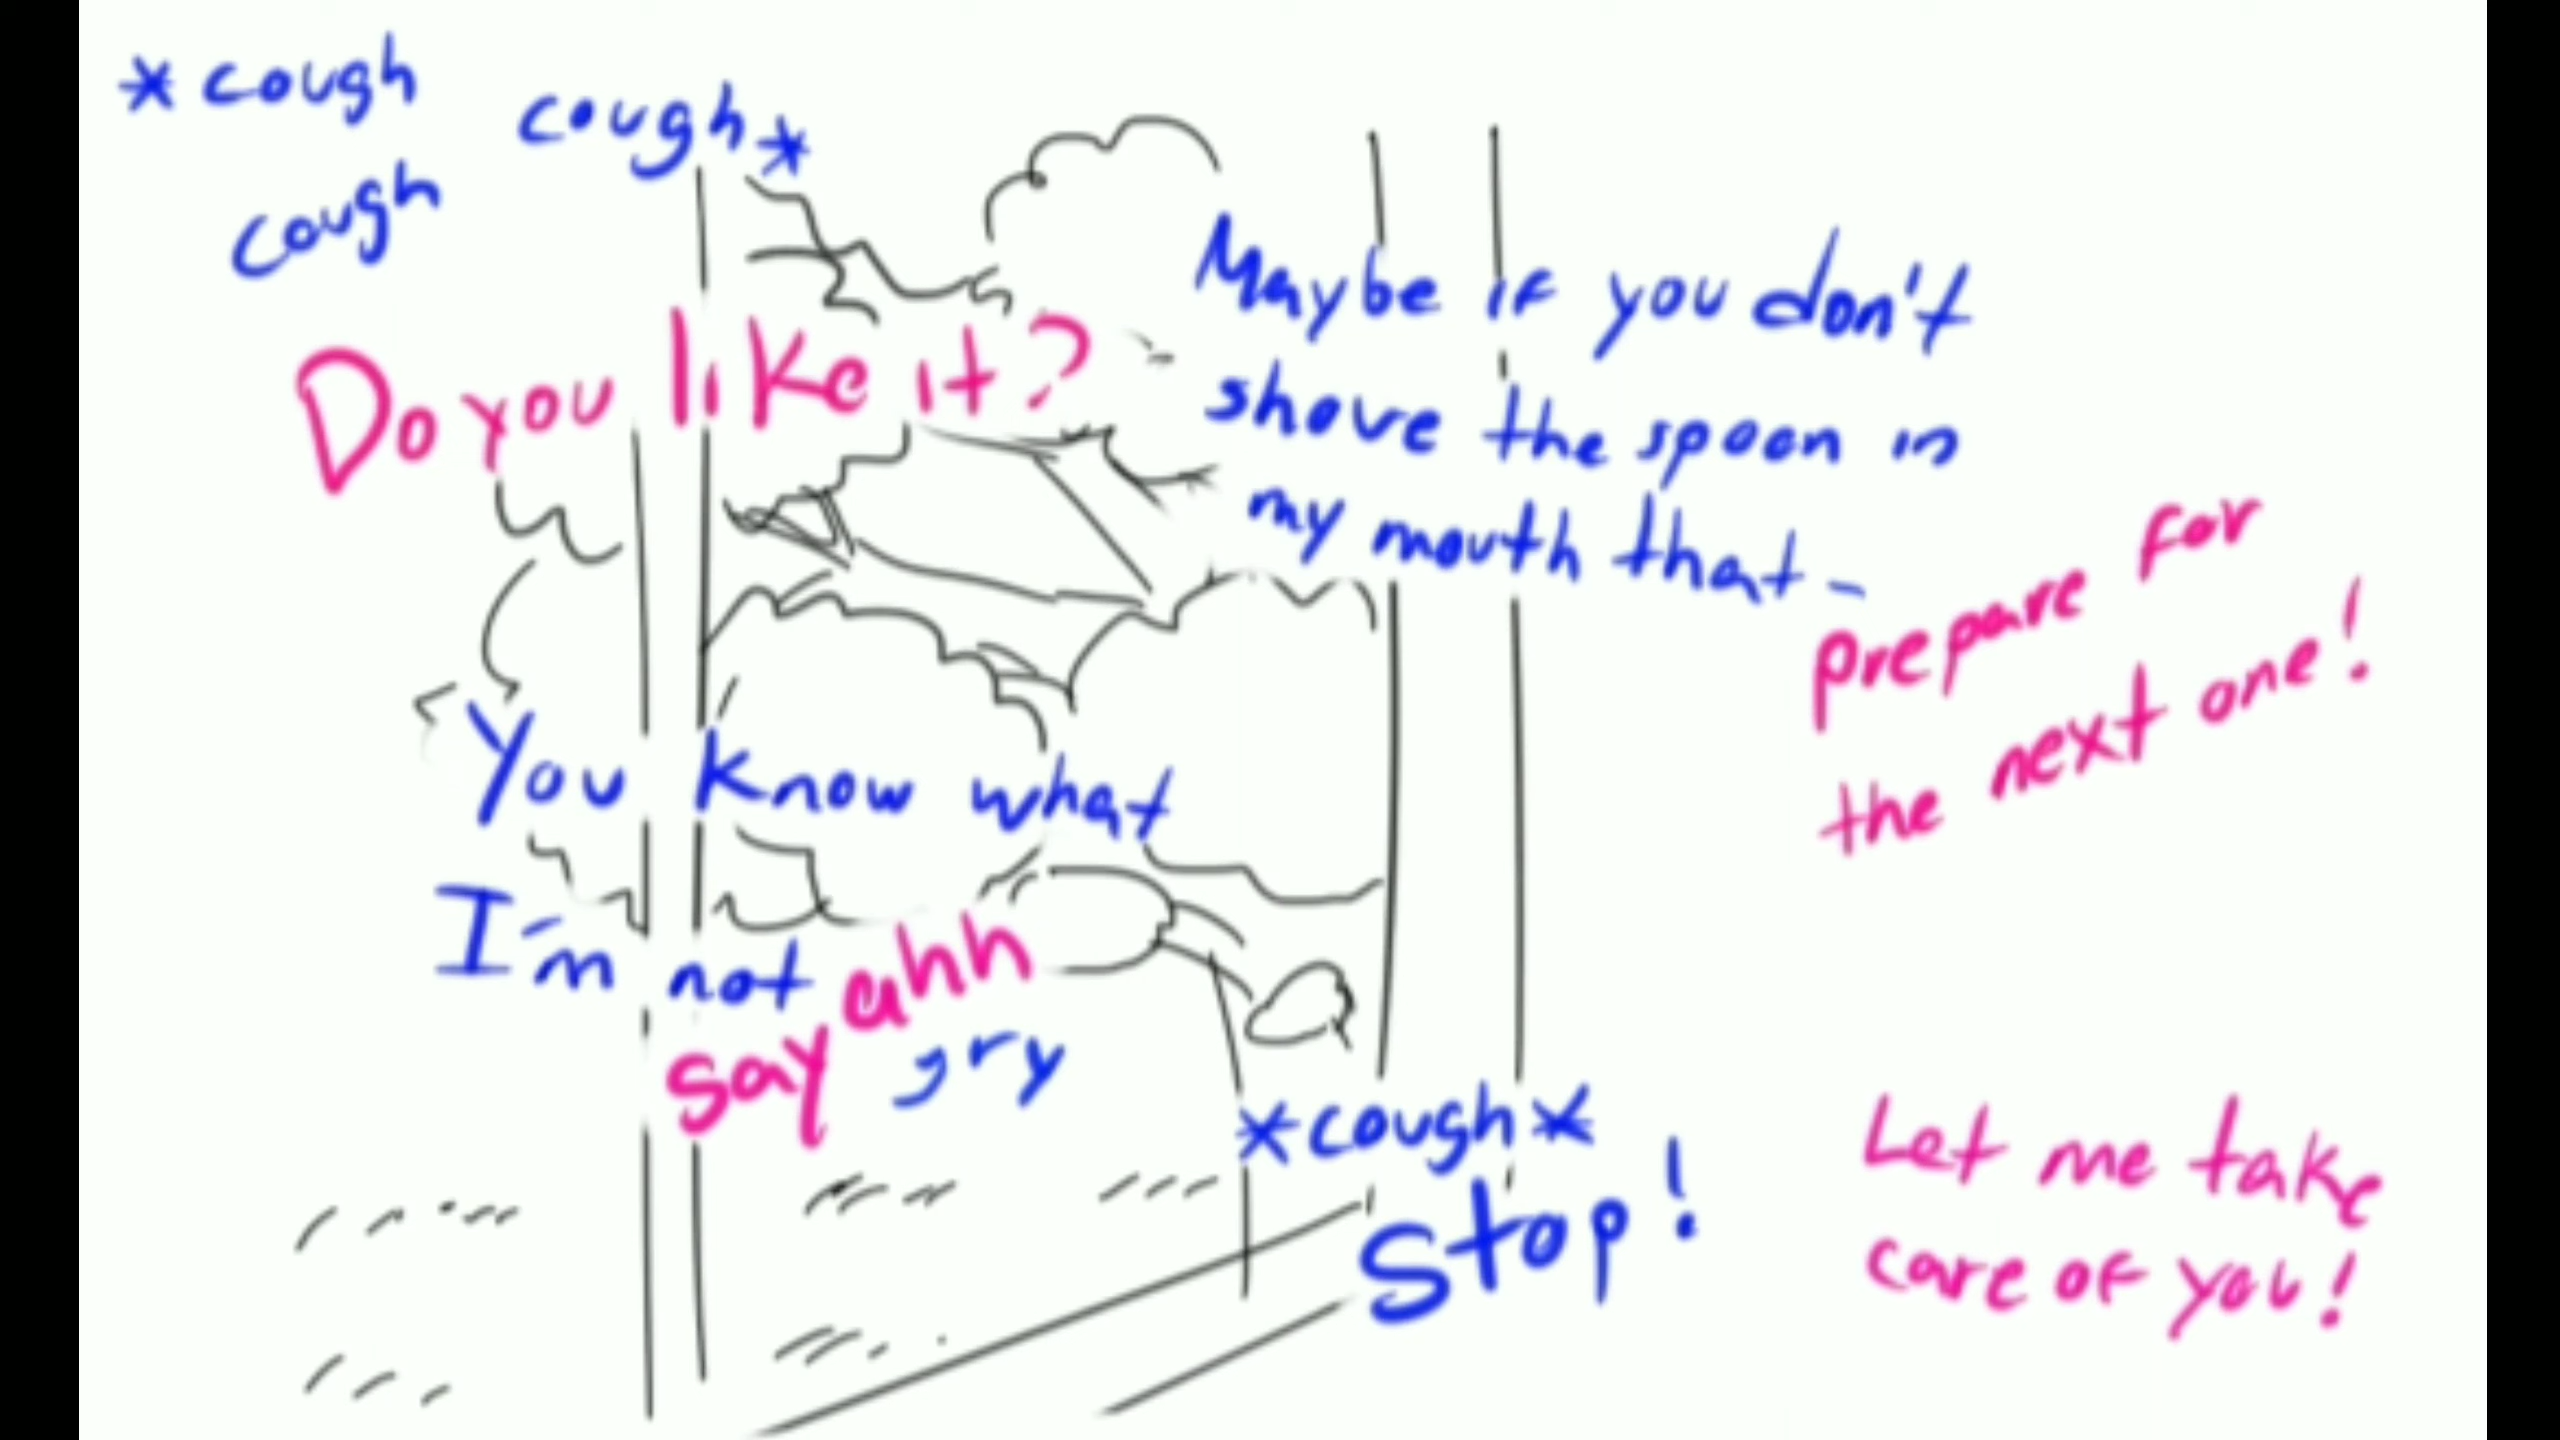 *cough
cough*
cough
Do you like it?
Maybe if you don't
shove the spoon in
my mouth that-
prepare for
the next one!
You know what
I'm not
say ahh
gry
*cough*
Stop!
Let me take
care of you!